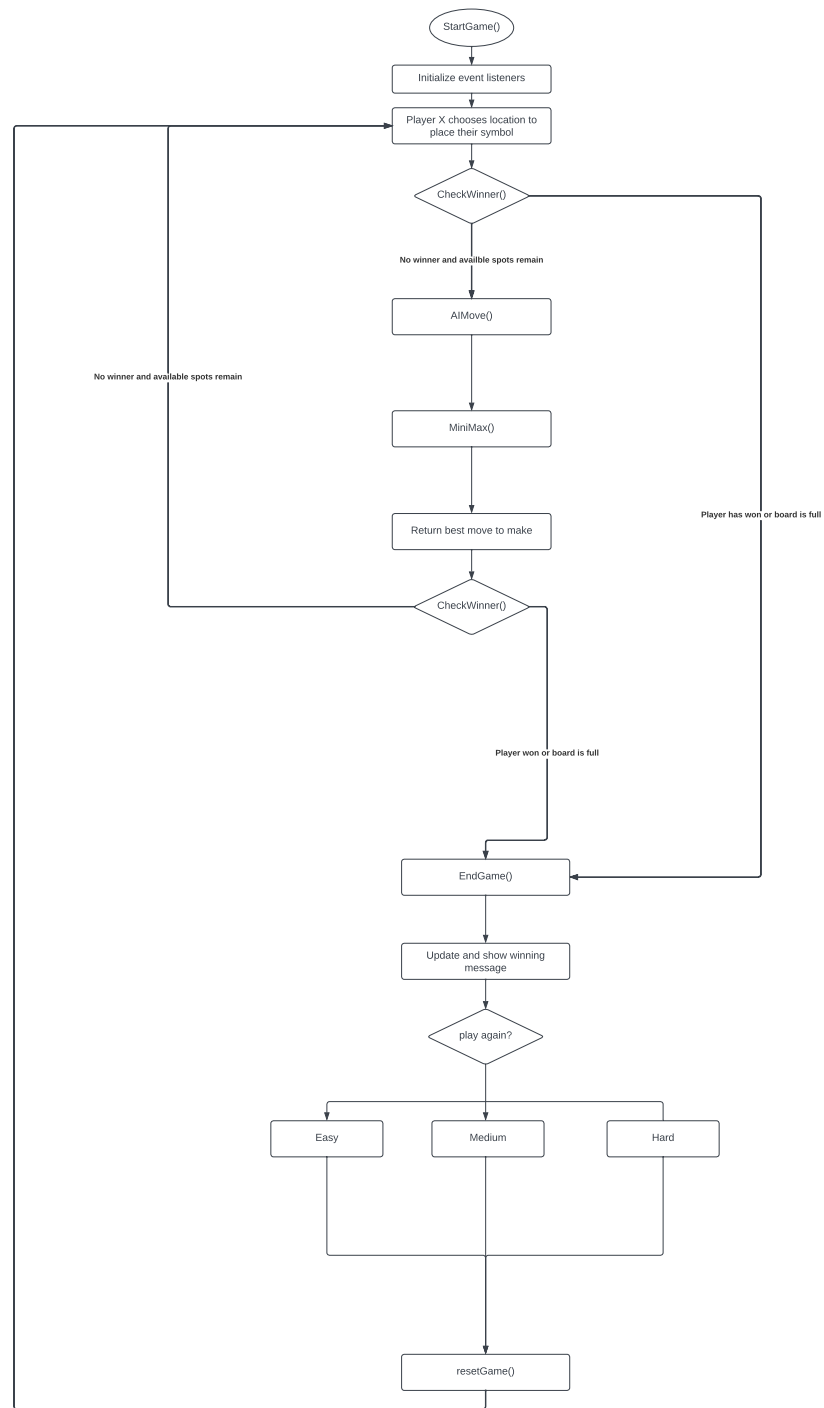 StartGame()
Initialize event listeners
Player X chooses location to
place their symbol
CheckWinner()
No winner and availble spots remain
AIMove()
No winner and available spots remain
MiniMax()
Player has won or board is full
Return best move to make
CheckWinner()
Player won or board is full
EndGame()
Update and show winning
message
play again?
Easy
Medium
Hard
resetGame()